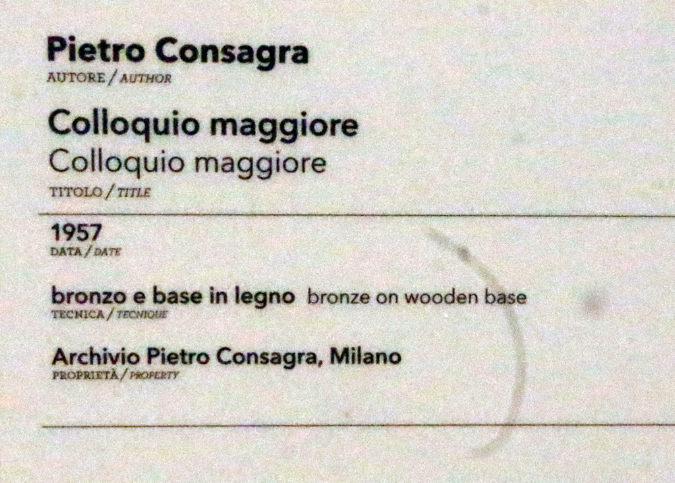 Pietro Consagra
AUTORE/AUTHOR
Colloquio maggiore
Colloquio maggiore
TITOLO/TITLE
1957
DATA/DATE
bronzo e base in legno bronze on wooden base
TECNICA/TECNIQUE
Archivio Pietro Consagra, Milano
PROPRIETÀ/PROPERTY